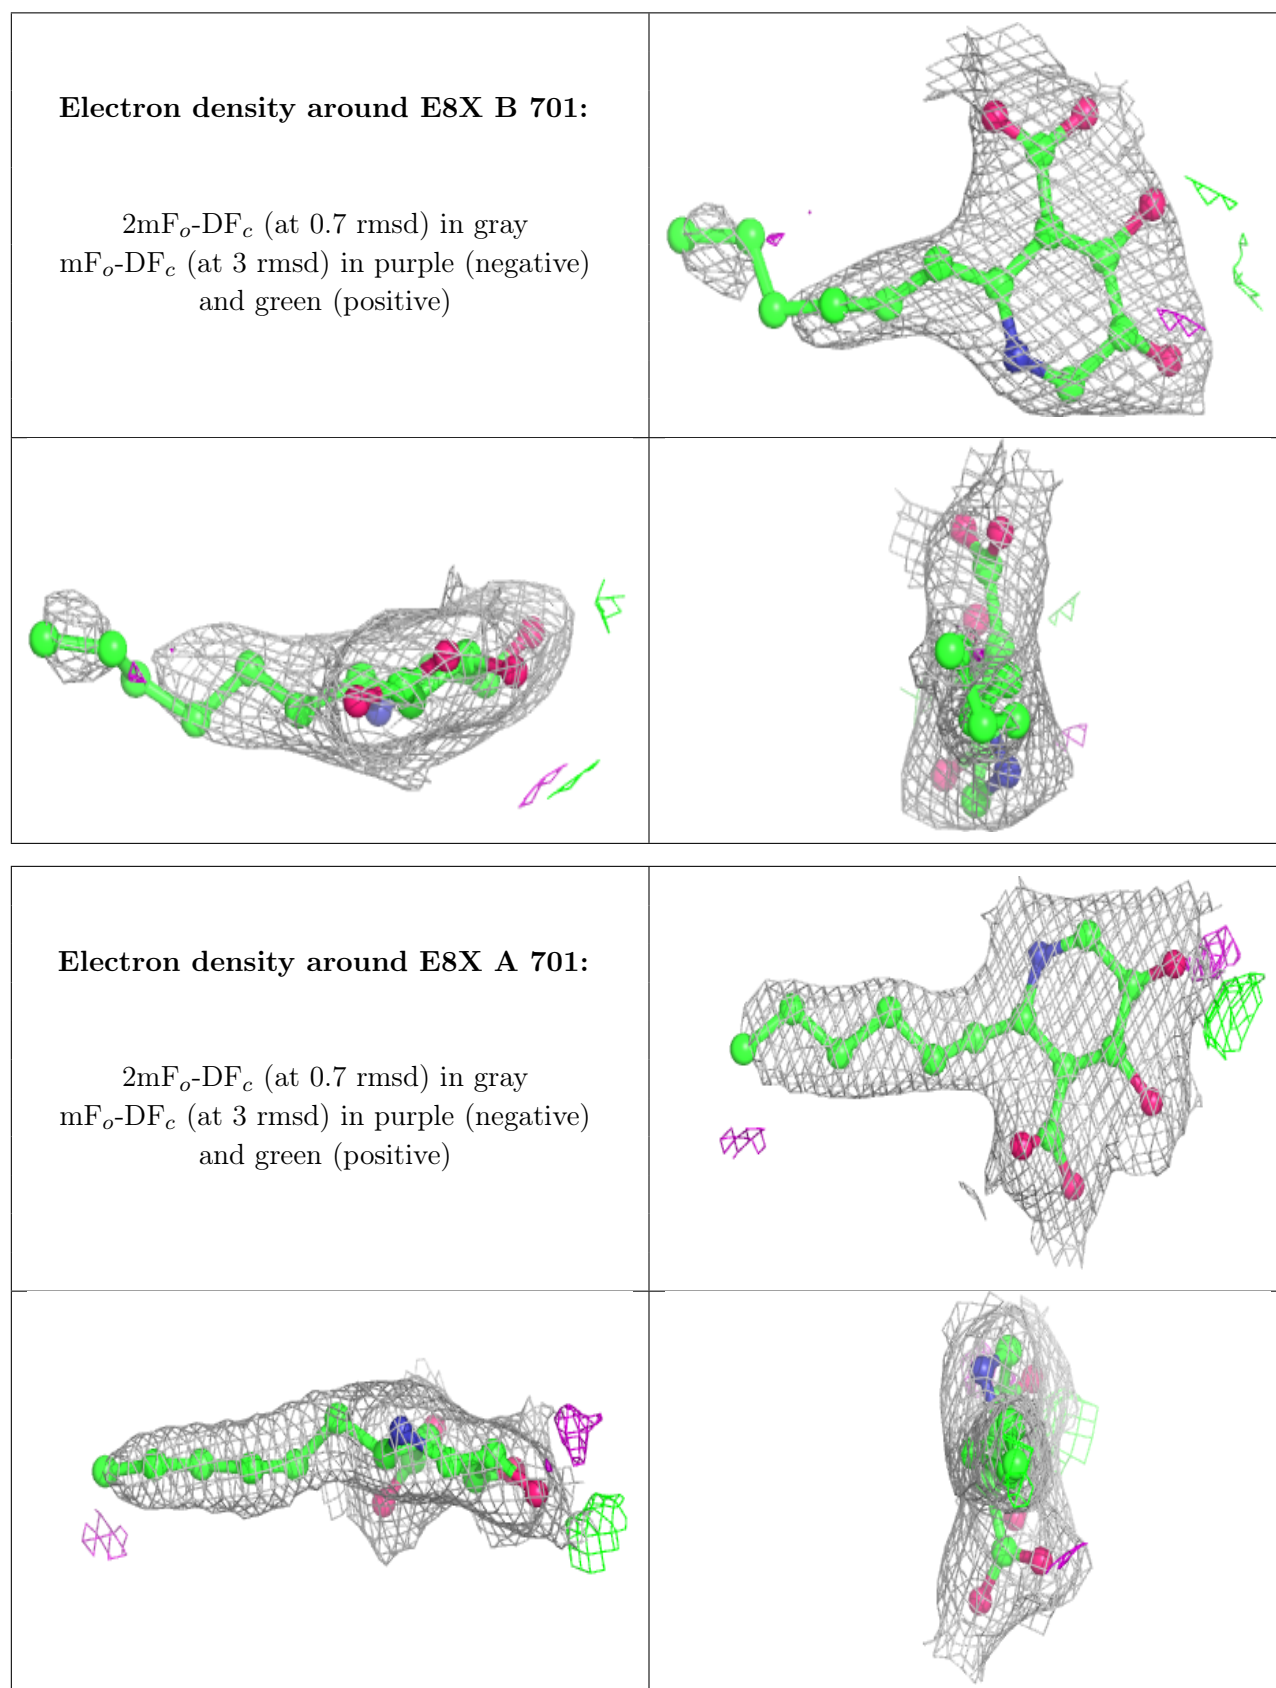 Electron density around E8X B 701:
2mFo-DFc (at 0.7 rmsd) in gray
mFo-DFc (at 3 rmsd) in purple (negative)
and green (positive)
Electron density around E8X A 701:
2mFo-DFc (at 0.7 rmsd) in gray
mFo-DFc (at 3 rmsd) in purple (negative)
and green (positive)